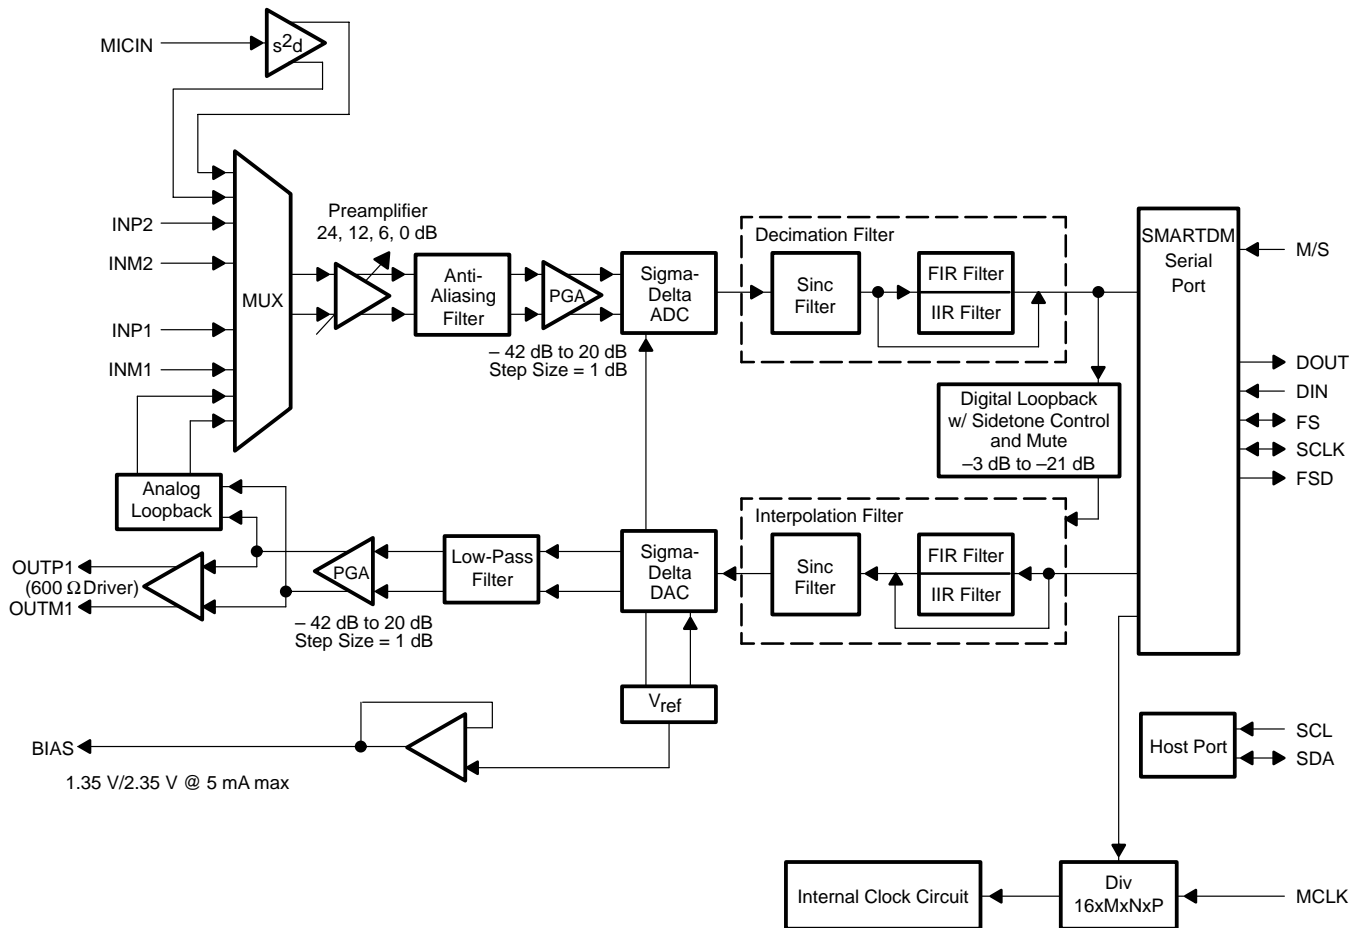 MICIN
s2d
INP2
INM2
INP1
INM1
MUX
Preamplifier
24, 12, 6, 0 dB
Anti-
Aliasing
Filter
PGA
– 42 dB to 20 dB
Step Size = 1 dB
Sigma-
Delta
ADC
Decimation Filter
Sinc
Filter
FIR Filter
IIR Filter
SMARTDM
Serial
Port
M/S
DOUT
DIN
FS
SCLK
FSD
Digital Loopback
w/ Sidetone Control
and Mute
–3 dB to –21 dB
Analog
Loopback
OUTP1
(600 Ω Driver)
OUTM1
PGA
– 42 dB to 20 dB
Step Size = 1 dB
Low-Pass
Filter
Sigma-
Delta
DAC
Interpolation Filter
Sinc
Filter
FIR Filter
IIR Filter
Vref
BIAS
1.35 V/2.35 V @ 5 mA max
Host Port
SCL
SDA
Internal Clock Circuit
Div
16xMxNxP
MCLK